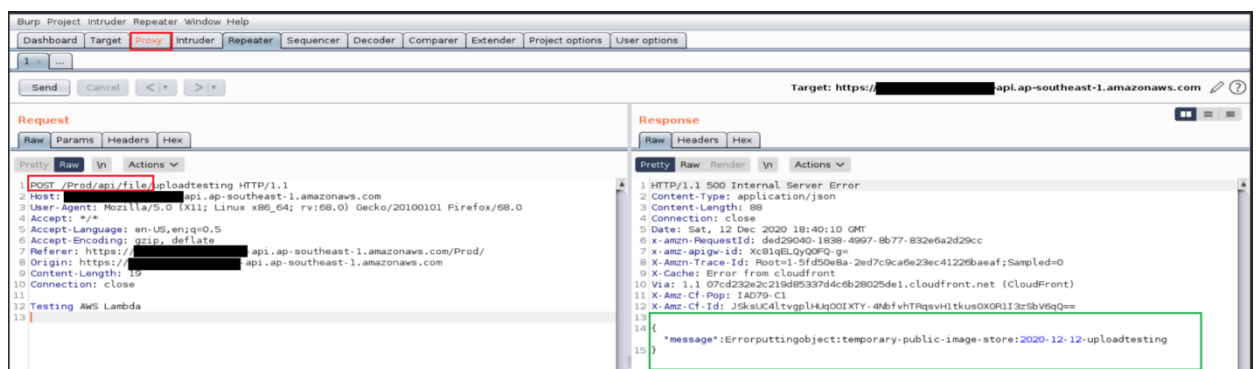 Burp Project Intruder Repeater Window Help
Dashboard Target Proxy Intruder Repeater Sequencer Decoder Comparer Extender Project options User options
1 × ...
Send Cancel < > Target: https:// -api.ap-southeast-1.amazonaws.com ?
Request
Raw Params Headers Hex
Pretty Raw \n Actions
1 POST /Prod/api/file/uploadtesting HTTP/1.1
2 Host: api.ap-southeast-1.amazonaws.com
3 User-Agent: Mozilla/5.0 (X11; Linux x86_64; rv:68.0) Gecko/20100101 Firefox/68.0
4 Accept: */*
5 Accept-Language: en-US,en;q=0.5
6 Accept-Encoding: gzip, deflate
7 Referer: https:// -api.ap-southeast-1.amazonaws.com/Prod/
8 Origin: https:// -api.ap-southeast-1.amazonaws.com
9 Content-Length: 19
10 Connection: close
11
12 Testing AWS Lambda
13
Response
Raw Headers Hex
Pretty Raw Render \n Actions
1 HTTP/1.1 500 Internal Server Error
2 Content-Type: application/json
3 Content-Length: 88
4 Connection: close
5 Date: Sat, 12 Dec 2020 18:40:10 GMT
6 x-amzn-RequestId: ded29040-1838-4997-8b77-832e6a2d29cc
7 x-amz-apigw-id: Xc81qELQyQOFQ-g=
8 X-Amzn-Trace-Id: Root=1-5fd50e8a-2ed7c9ca6e23ec41226baeaf;Sampled=0
9 X-Cache: Error from cloudfront
10 Via: 1.1 07cd232e2c219d85337d4c6b28025de1.cloudfront.net (CloudFront)
11 X-Amz-Cf-Pop: IAD79-C1
12 X-Amz-Cf-Id: JSksUC4ltvgplHUqOOIXTY-4NbfvhTRqsvH1tkus0X0R1I3zSbV6qQ==
13
14 {
"message":Errorputtingobject:temporary-public-image-store:2020-12-12-uploadtesting
15 }